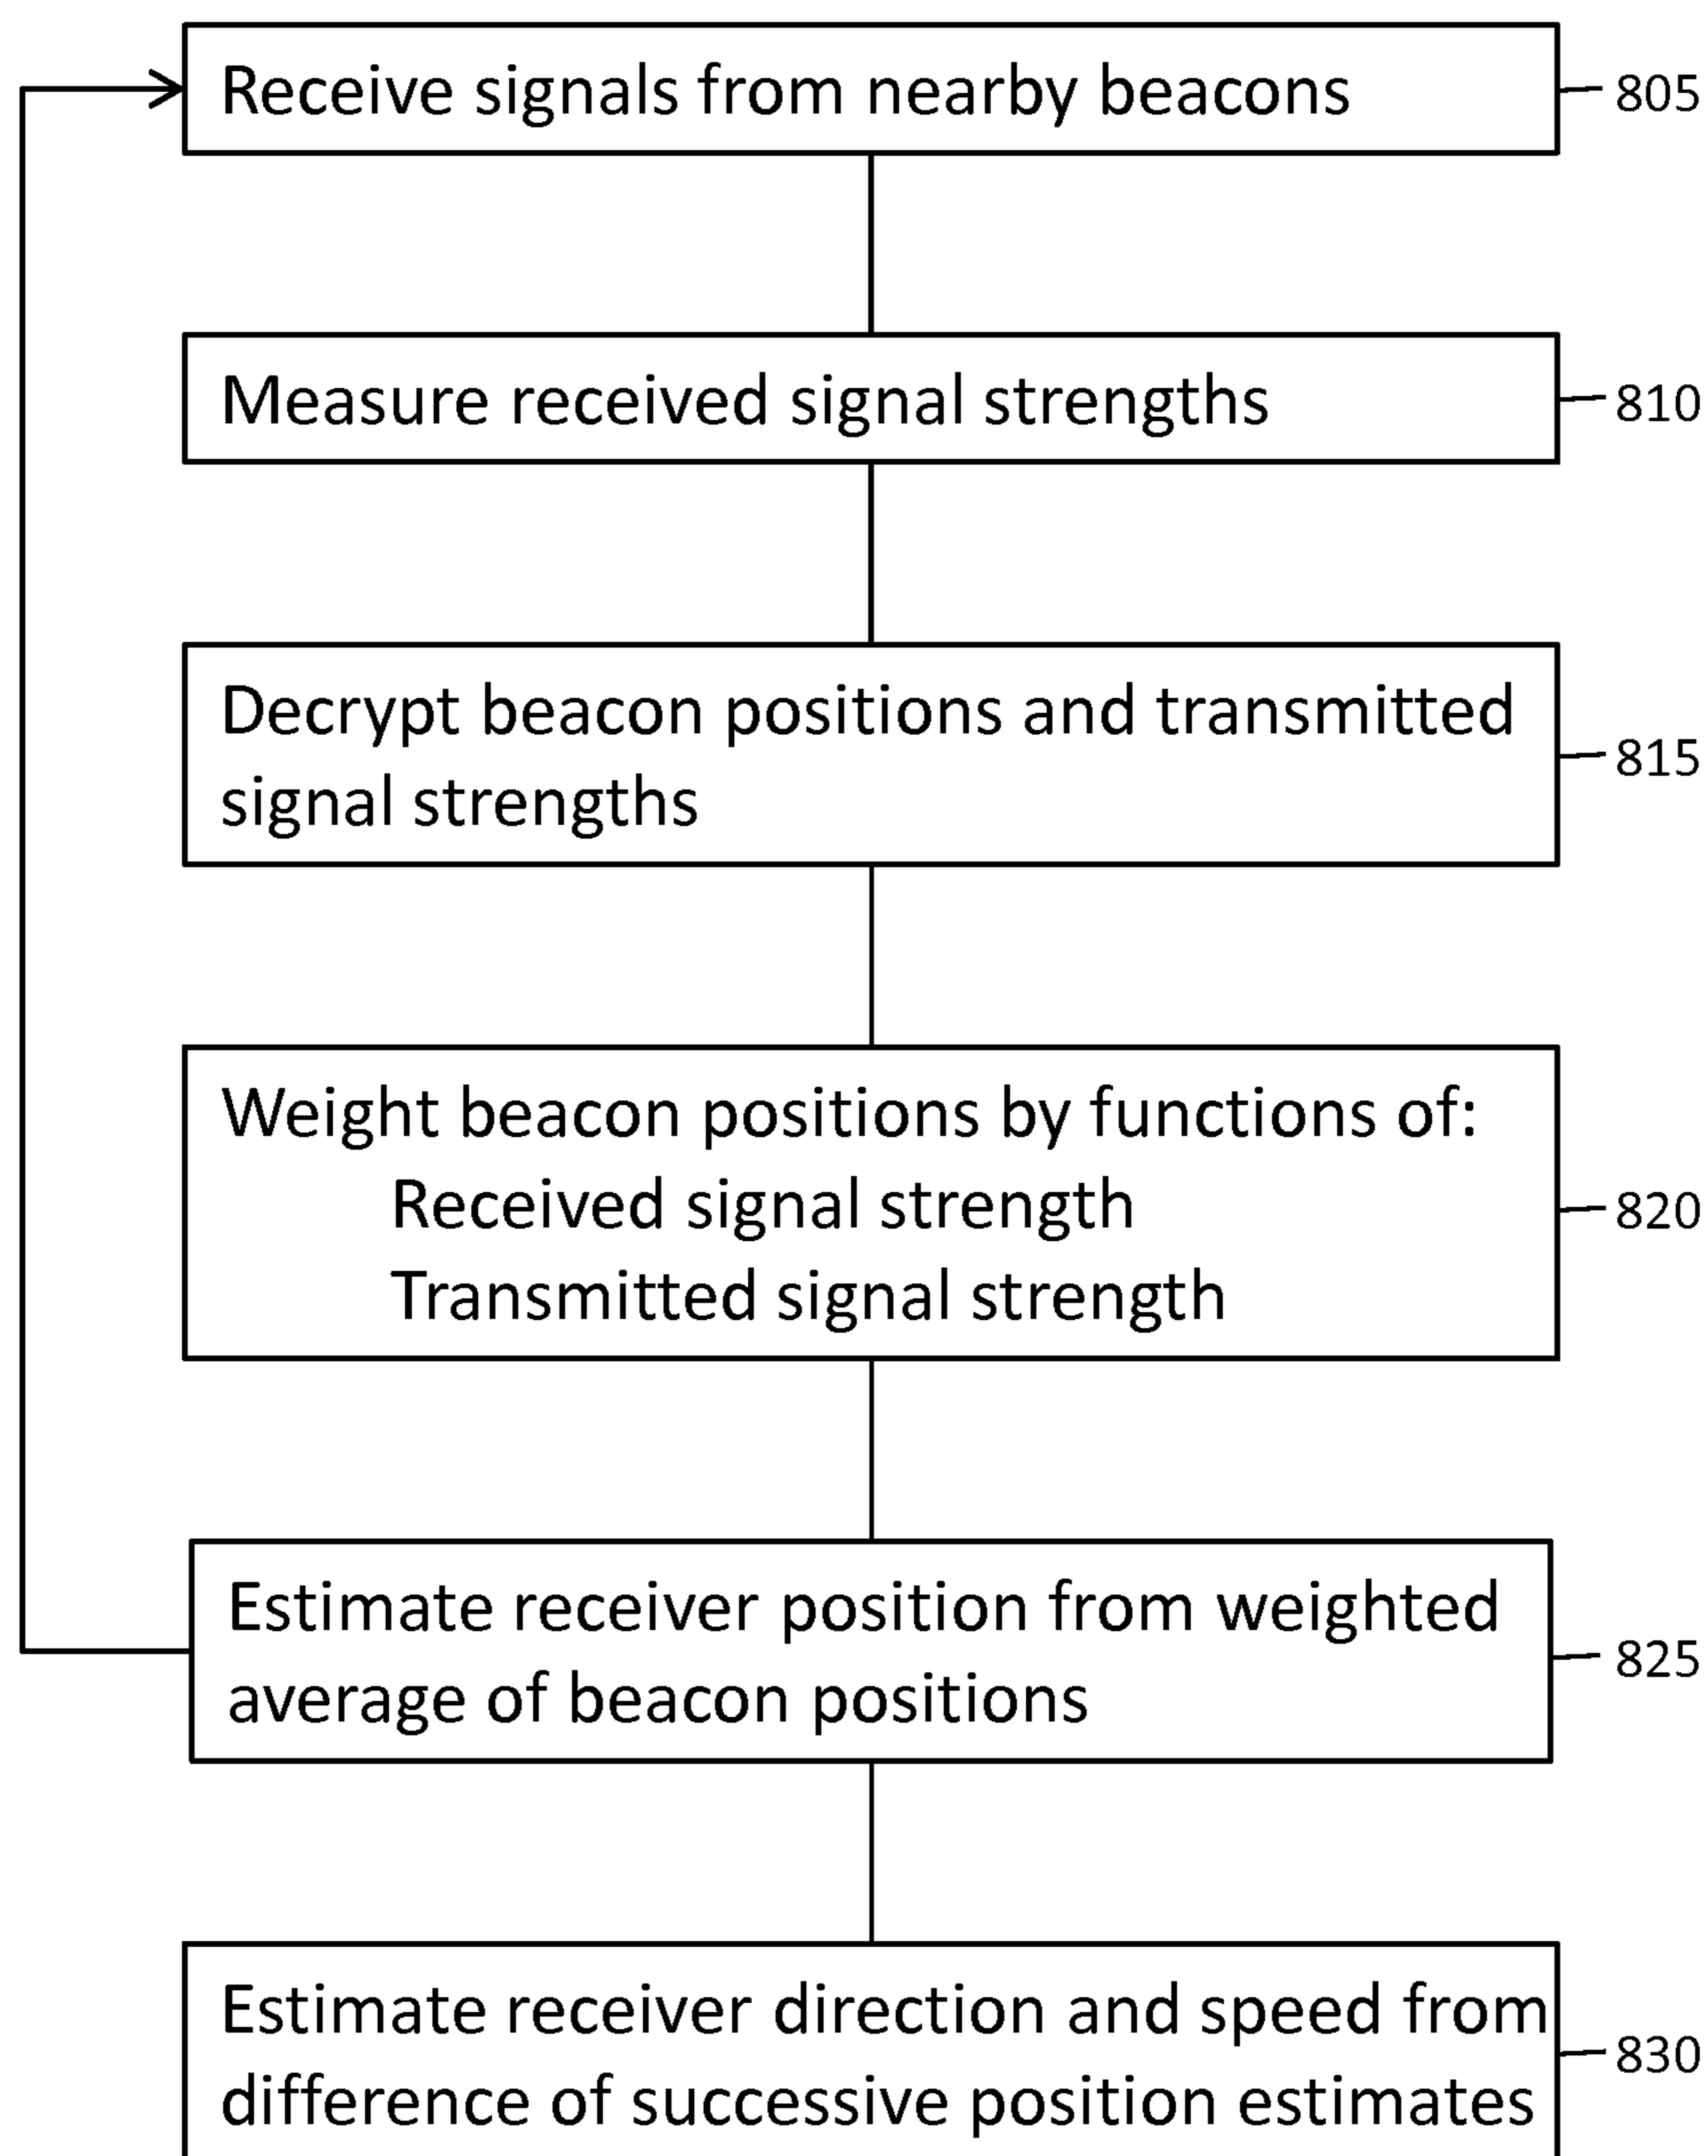 Receive signals from nearby beacons
805
Measure received signal strengths
810
Decrypt beacon positions and transmitted
signal strengths
815
Weight beacon positions by functions of:
Received signal strength
Transmitted signal strength
820
Estimate receiver position from weighted
average of beacon positions
825
Estimate receiver direction and speed from
difference of successive position estimates
830